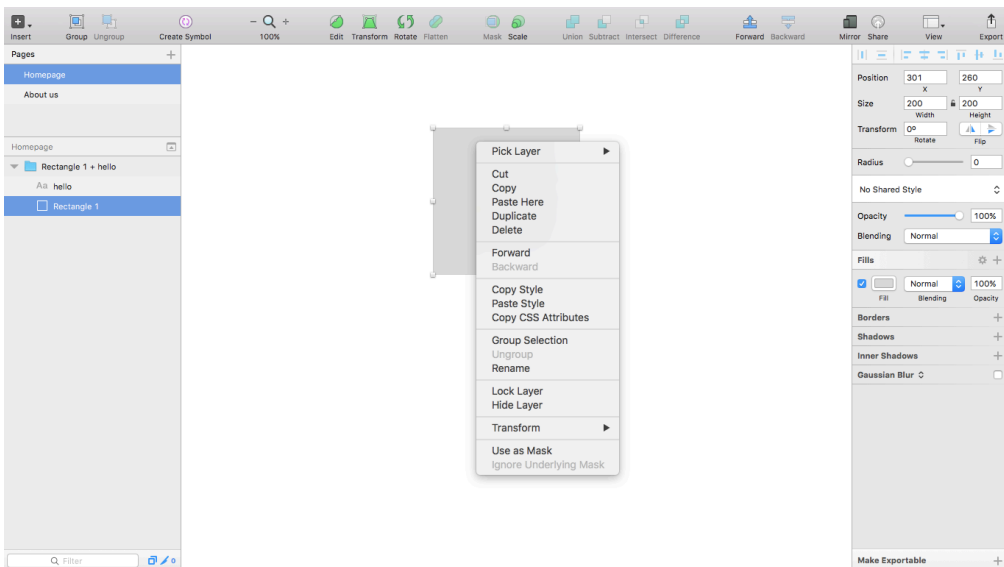 Insert Group Ungroup Create Symbol 100% Edit Transform Rotate Flatten Mask Scale Union Subtract Intersect Difference Forward Backward Mirror Share View Export
Pages
Homepage
About us
Homepage
Rectangle 1 + hello
Aa hello
Rectangle 1
Filter 0
Pick Layer
Cut
Copy
Paste Here
Duplicate
Delete
Forward
Backward
Copy Style
Paste Style
Copy CSS Attributes
Group Selection
Ungroup
Rename
Lock Layer
Hide Layer
Transform
Use as Mask
Ignore Underlying Mask
Position 301 260
X Y
Size 200 200
Width Height
Transform 0º
Rotate Flip
Radius 0
No Shared Style
Opacity 100%
Blending Normal
Fills
Normal 100%
Fill Blending Opacity
Borders
Shadows
Inner Shadows
Gaussian Blur
Make Exportable